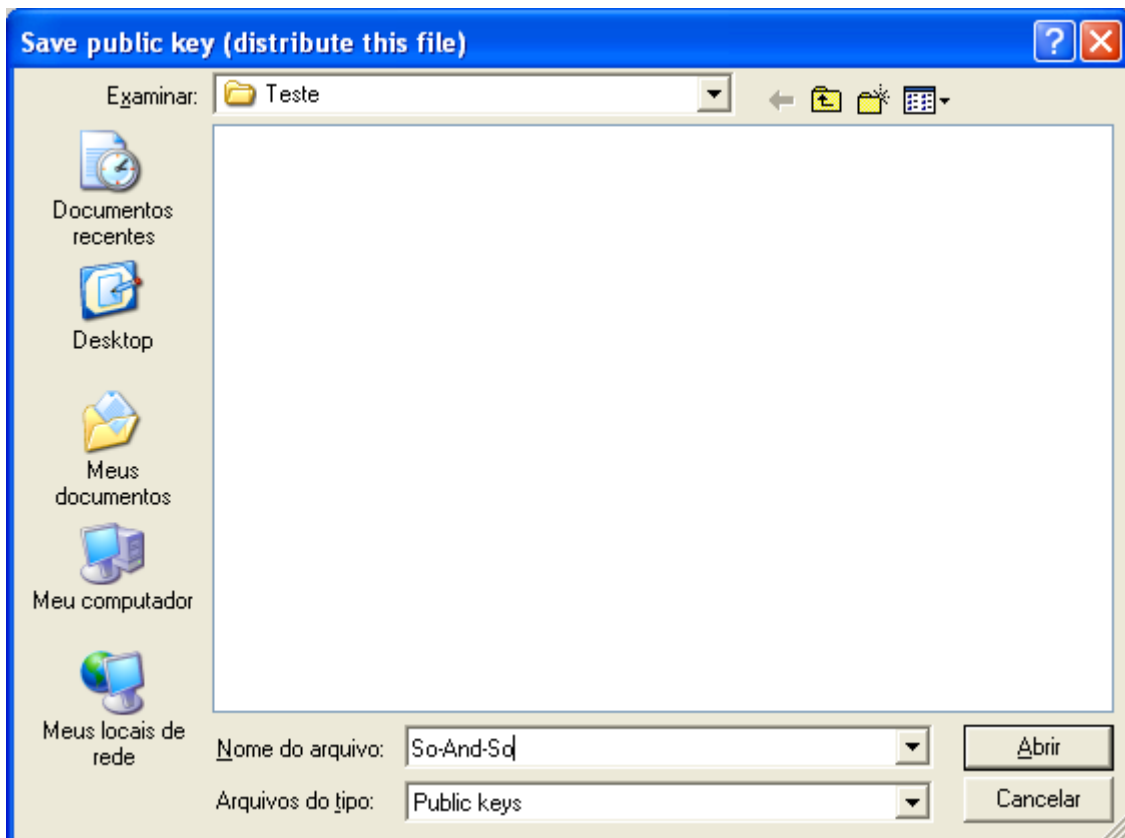 Save public key (distribute this file)
Examinar:
Teste
Documentos
recentes
Desktop
Meus
documentos
Meu computador
Meus locais de
rede
Nome do arquivo:
So-And-So
Abrir
Arquivos do tipo:
Public keys
Cancelar